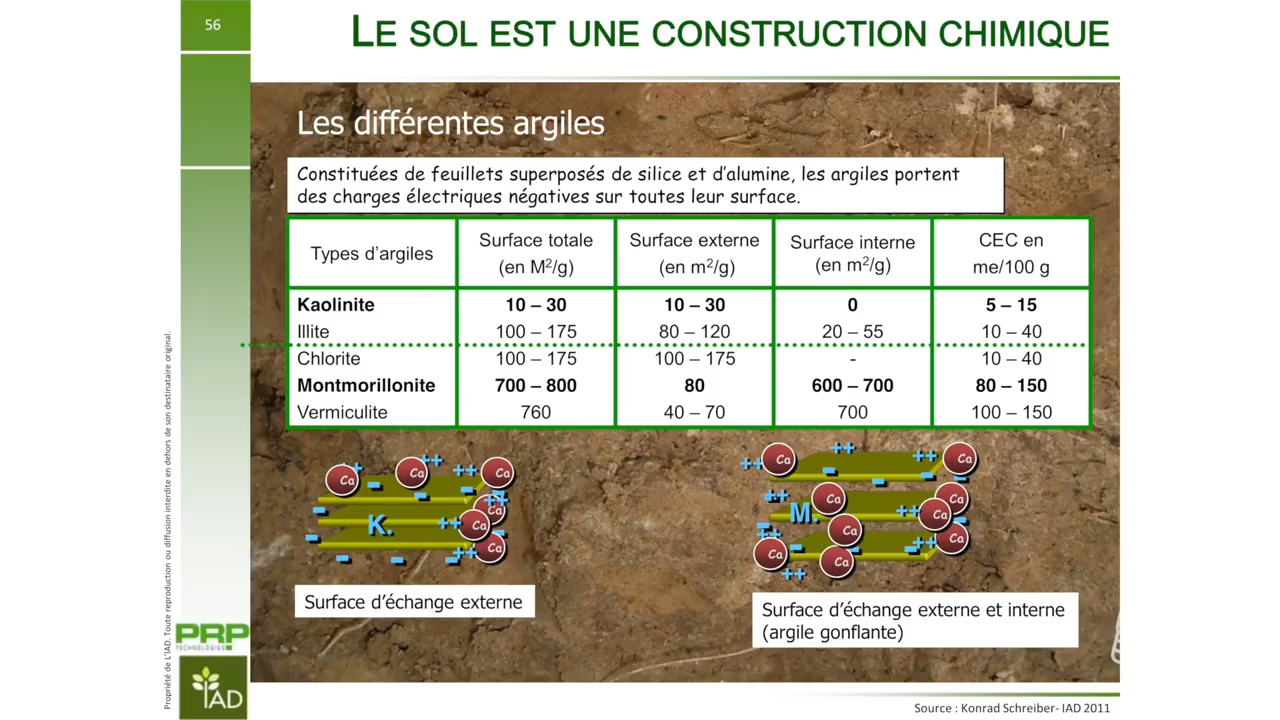 56
LE SOL EST UNE CONSTRUCTION CHIMIQUE
Les différentes argiles
Constituées de feuillets superposés de silice et d'alumine, les argiles portent
des charges électriques négatives sur toutes leur surface.
Types d'argiles
Surface totale
(en M²/g)
Surface externe
(en m²/g)
Surface interne
(en m²/g)
CEC en
me/100 g
Kaolinite 10 – 30 10 – 30 0 5 – 15
Illite 100 – 175 80 – 120 20 – 55 10 – 40
Chlorite 100 – 175 100 – 175 - 10 – 40
Montmorillonite 700 – 800 80 600 – 700 80 – 150
Vermiculite 760 40 – 70 700 100 – 150
Ca Ca Ca
Ca
K. Ca
Ca
Ca Ca
Ca Ca
M. Ca
Ca Ca
Ca Ca
Surface d'échange externe
Surface d'échange externe et interne
(argile gonflante)
Propriété de L'IAD. Toute reproduction ou diffusion interdite en dehors de son destinataire original.
PRP
TECHNOLOGIES
IAD
Source : Konrad Schreiber- IAD 2011